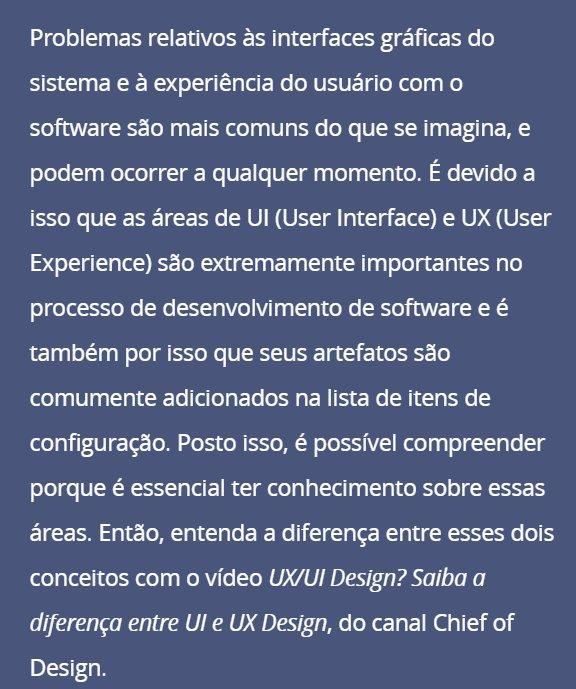 Problemas relativos às interfaces gráficas do
sistema e à experiência do usuário com o
software são mais comuns do que se imagina, e
podem ocorrer a qualquer momento. É devido a
isso que as áreas de UI (User Interface) e UX (User
Experience) são extremamente importantes no
processo de desenvolvimento de software e é
também por isso que seus artefatos são
comumente adicionados na lista de itens de
configuração. Posto isso, é possível compreender
porque é essencial ter conhecimento sobre essas
áreas. Então, entenda a diferença entre esses dois
conceitos com o vídeo UX/UI Design? Saiba a
diferença entre UI e UX Design, do canal Chief of
Design.